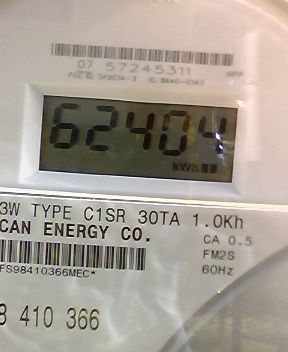 07 57245311
62404
kWh
3W TYPE C1SR 30TA 1.0Kh
CAN ENERGY CO.
CA 0.5
FM2S
60Hz
FS98410366MEC*
8 410 366